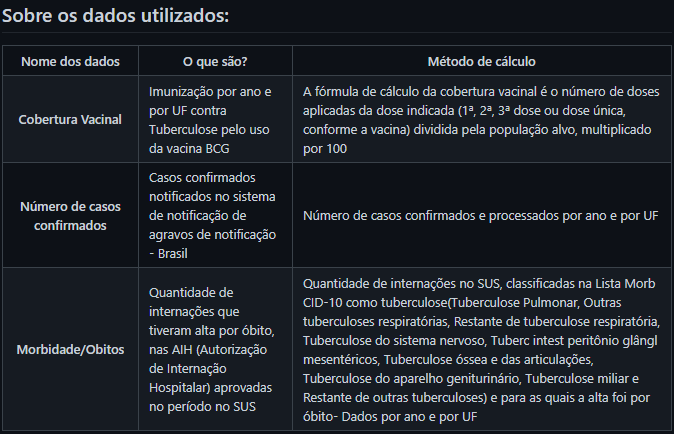 Sobre os dados utilizados:
Nome dos dados
O que são?
Método de cálculo
Cobertura Vacinal
Imunização por ano e
por UF contra
Tuberculose pelo uso
da vacina BCG
A fórmula de cálculo da cobertura vacinal é o número de doses
aplicadas da dose indicada (1ª, 2ª, 3ª dose ou dose única,
conforme a vacina) dividida pela população alvo, multiplicado
por 100
Número de casos
confirmados
Casos confirmados
notificados no sistema
de notificação de
agravos de notificação
- Brasil
Número de casos confirmados e processados por ano e por UF
Morbidade/Obitos
Quantidade de
internações que
tiveram alta por óbito,
nas AIH (Autorização
de Internação
Hospitalar) aprovadas
no período no SUS
Quantidade de internações no SUS, classificadas na Lista Morb
CID-10 como tuberculose(Tuberculose Pulmonar, Outras
tuberculoses respiratórias, Restante de tuberculose respiratória,
Tuberculose do sistema nervoso, Tuberc intest peritônio glângl
mesentéricos, Tuberculose óssea e das articulações,
Tuberculose do aparelho geniturinário, Tuberculose miliar e
Restante de outras tuberculoses) e para as quais a alta foi por
óbito- Dados por ano e por UF